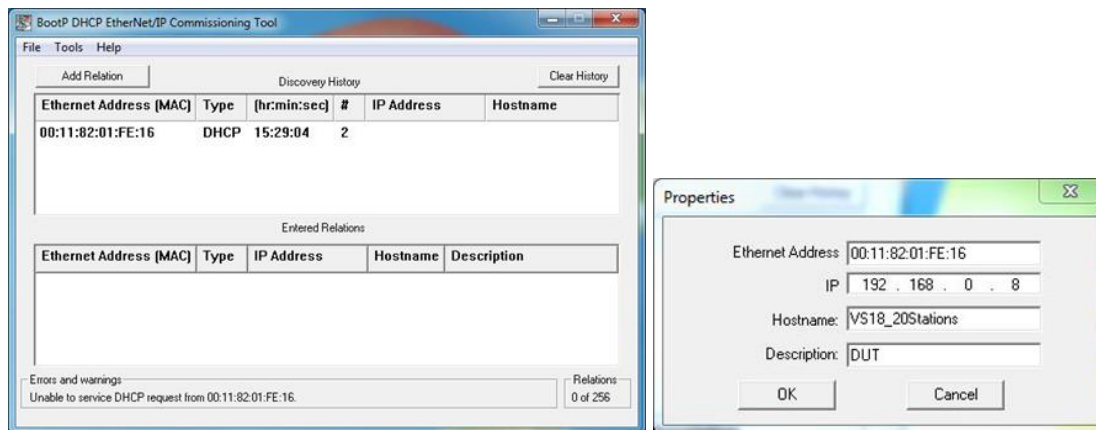 BootP DHCP EtherNet/IP Commissioning Tool
File Tools Help
Add Relation
Discovery History
Clear History
Ethernet Address (MAC) Type (hr:min:sec) # IP Address Hostname
00:11:82:01:FE:16 DHCP 15:29:04 2
Entered Relations
Ethernet Address (MAC) Type IP Address Hostname Description
Errors and warnings
Unable to service DHCP request from 00:11:82:01:FE:16.
Relations
0 of 256
Properties
Ethernet Address 00:11:82:01:FE:16
IP 192 . 168 . 0 . 8
Hostname: VS18_20Stations
Description: DUT
OK Cancel